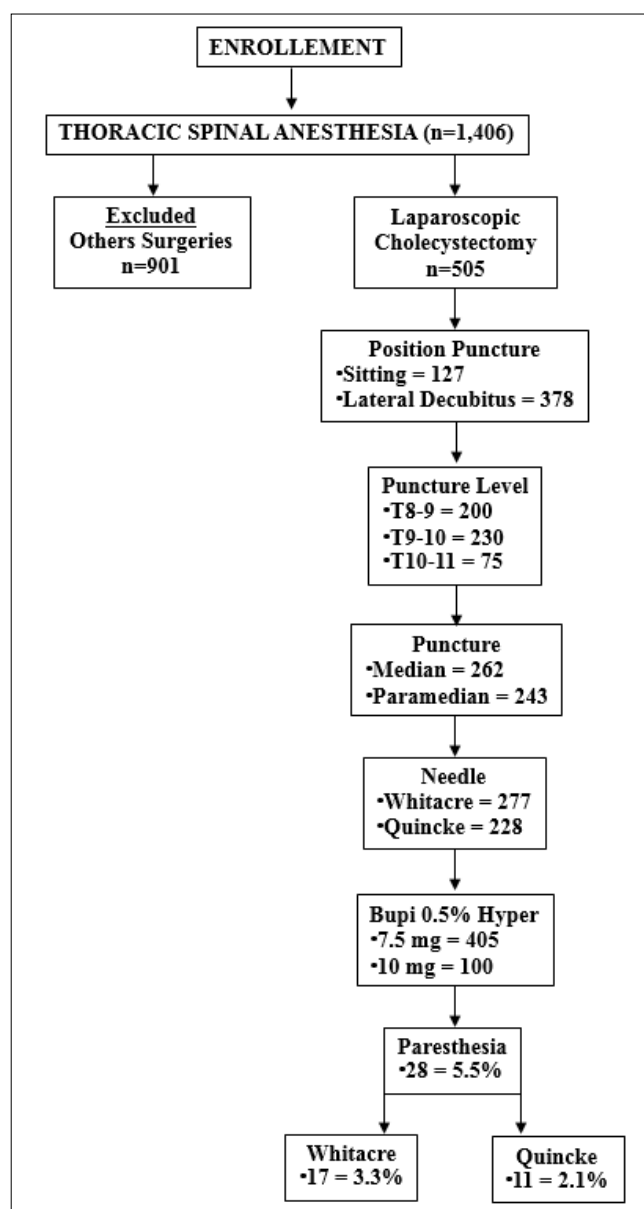 ENROLLEMENT
THORACIC SPINAL ANESTHESIA (n=1,406)
Excluded
Others Surgeries
n=901
Laparoscopic
Cholecystectomy
n=505
Position Puncture
•Sitting = 127
•Lateral Decubitus = 378
Puncture Level
•T8-9 = 200
•T9-10 = 230
•T10-11 = 75
Puncture
•Median = 262
•Paramedian = 243
Needle
•Whitacre = 277
•Quincke = 228
Bupi 0.5% Hyper
•7.5 mg = 405
•10 mg = 100
Paresthesia
•28 = 5.5%
Whitacre
•17 = 3.3%
Quincke
•11 = 2.1%